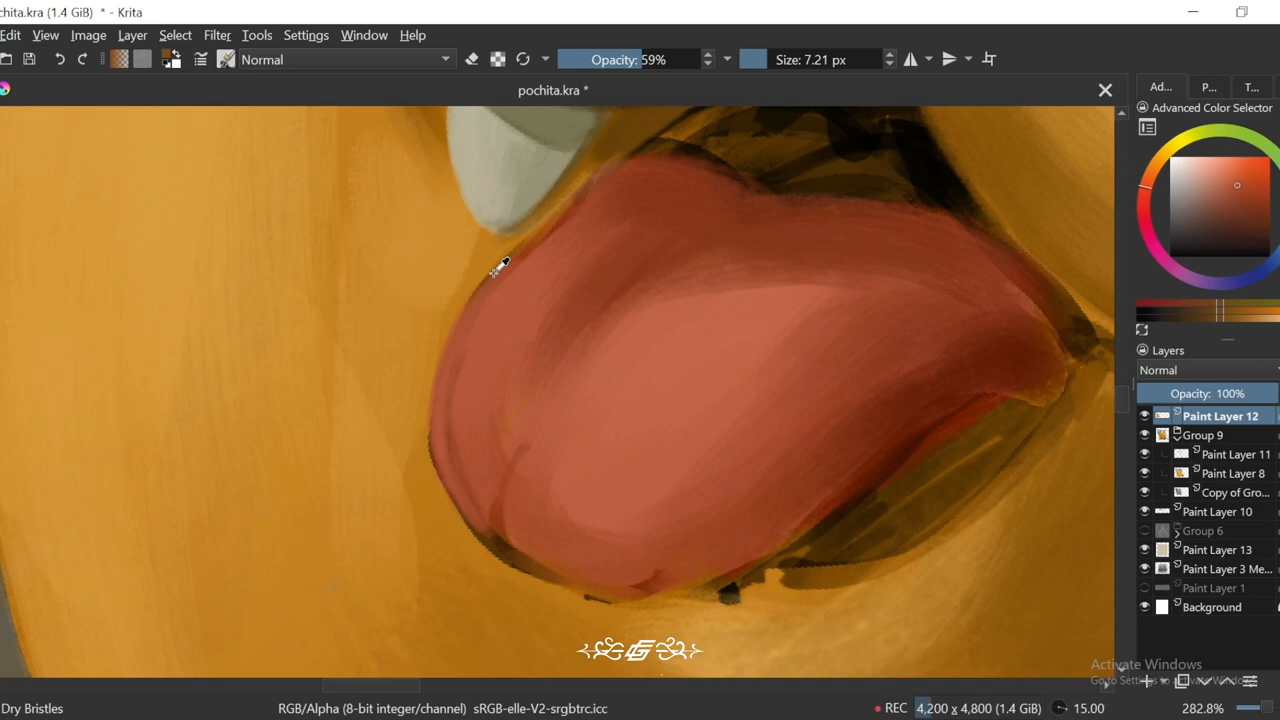 ochita.kra (1.4 GiB) * - Krita
Edit View Image Layer Select Filter Tools Settings Window Help
Normal Opacity: 59% Size: 7.21 px
pochita.kra *
Ad... P... T...
Advanced Color Selector
Layers
Normal
Opacity: 100%
Paint Layer 12
Group 9
Paint Layer 11
Paint Layer 8
Copy of Gro...
Paint Layer 10
Group 6
Paint Layer 13
Paint Layer 3 Me...
Paint Layer 1
Background
Activate Windows
Go to Sett
Dry Bristles RGB/Alpha (8-bit integer/channel) sRGB-elle-V2-srgbtrc.icc REC 4,200 x 4,800 (1.4 GiB) 15.00 282.8%